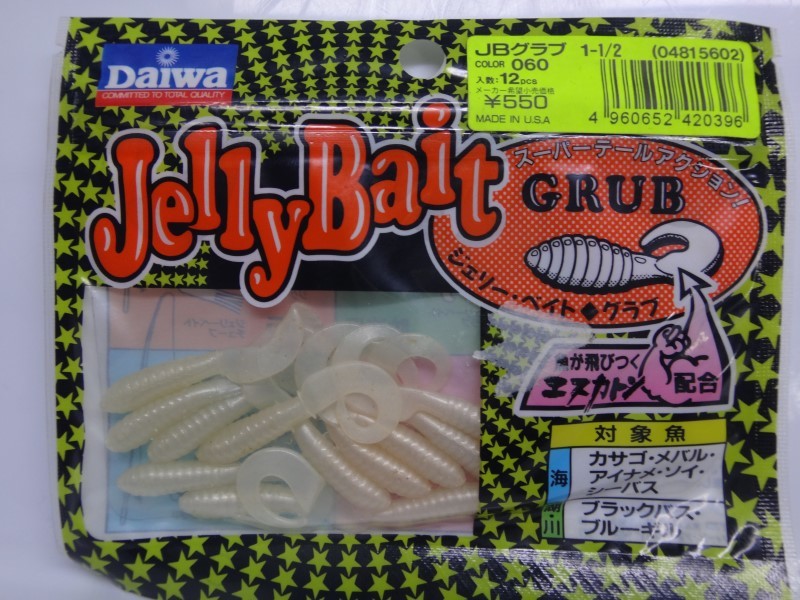 Daiwa
COMMITTED TO TOTAL QUALITY
JBグラブ 1-1/2 (04815602)
COLOR 060
入数:12pcs
メーカー希望小売価格
¥550
MADE IN U.S.A
4 960652 420396
Jelly Bait
スーパーテールアクション!
GRUB
ジェリー・ベイト◆グラブ
が飛びつく
エヌカトン
配合
対象魚
海
カサゴ・メバル・
アイナメ・ソイ・
シーバス
・川
ブラックバス・
ブルーギル